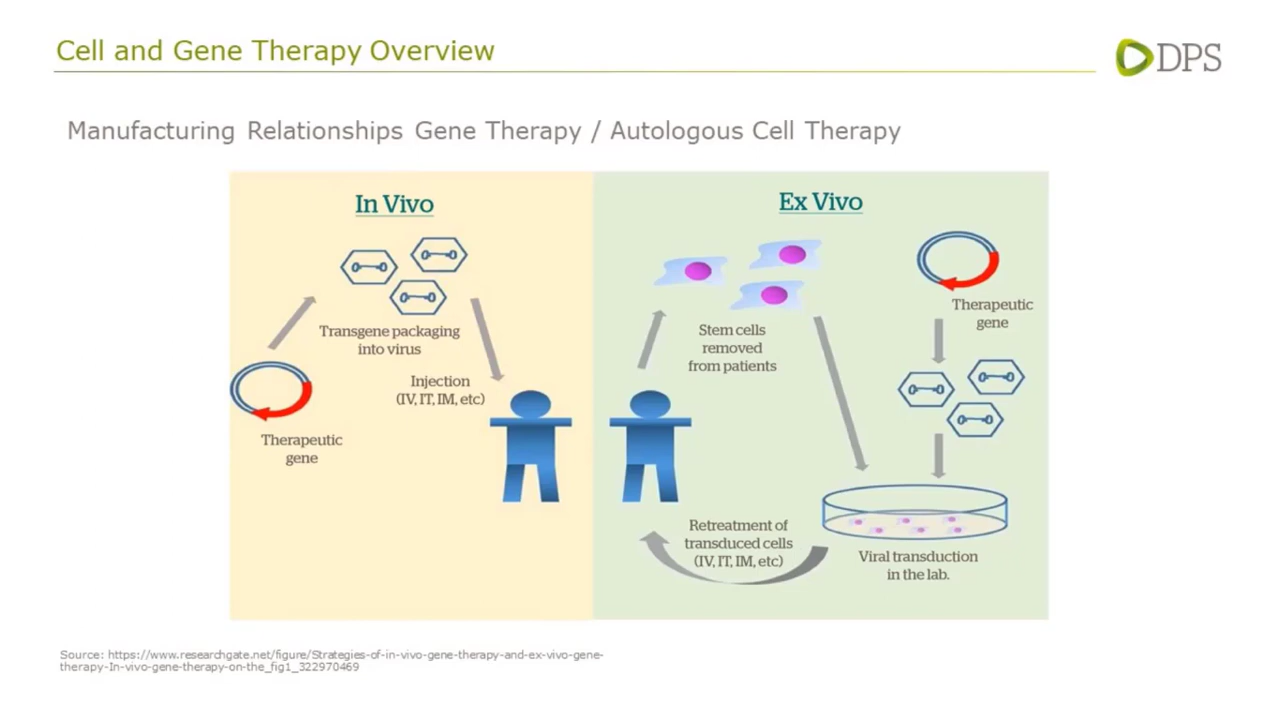 Cell and Gene Therapy Overview
DPS
Manufacturing Relationships Gene Therapy / Autologous Cell Therapy
In Vivo
Transgene packaging
into virus
Injection
(IV, IT, IM, etc)
Therapeutic
gene
Ex Vivo
Stem cells
removed
from patients
Therapeutic
gene
Retreatment of
transduced cells
(IV, IT, IM, etc)
Viral transduction
in the lab.
Source: https://www.researchgate.net/figure/Strategies-of-in-vivo-gene-therapy-and-ex-vivo-gene-
therapy-In-vivo-gene-therapy-on-the_fig1_322970469